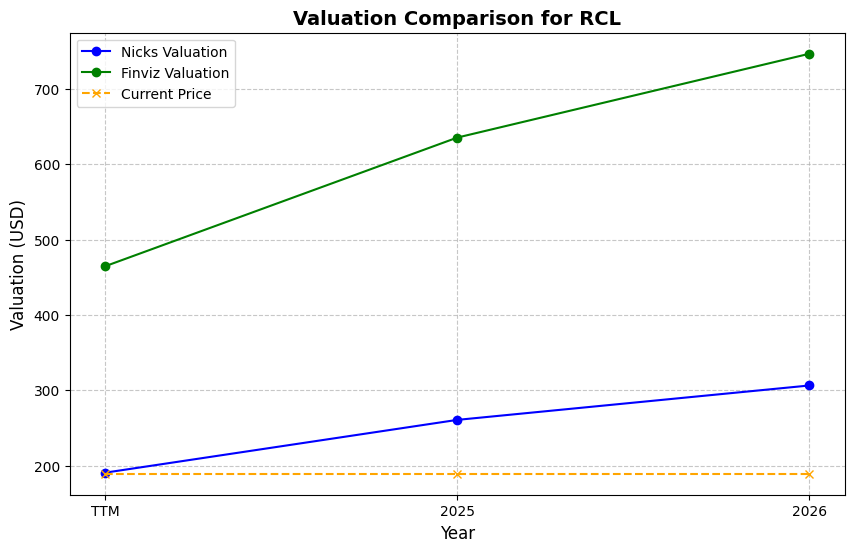 Valuation Comparison for RCL
Nicks Valuation
Finviz Valuation
Current Price
Valuation (USD)
700
600
500
400
300
200
TTM
2025
2026
Year